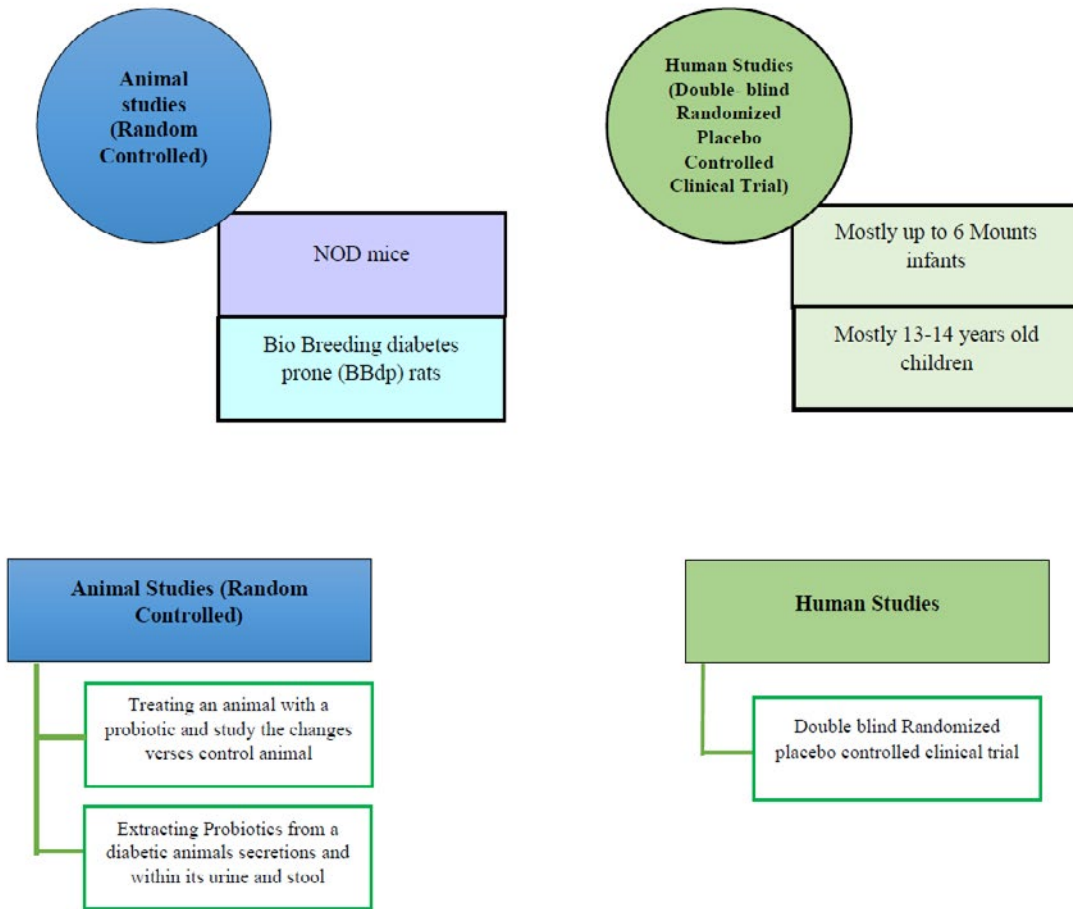 Animal
studies
(Random
Controlled)
NOD mice
Bio Breeding diabetes
prone (BBdp) rats
Human Studies
(Double- blind
Randomized
Placebo
Controlled
Clinical Trial)
Mostly up to 6 Mounts
infants
Mostly 13-14 years old
children
Animal Studies (Random
Controlled)
Treating an animal with a
probiotic and study the changes
verses control animal
Extracting Probiotics from a
diabetic animals secretions and
within its urine and stool
Human Studies
Double blind Randomized
placebo controlled clinical trial